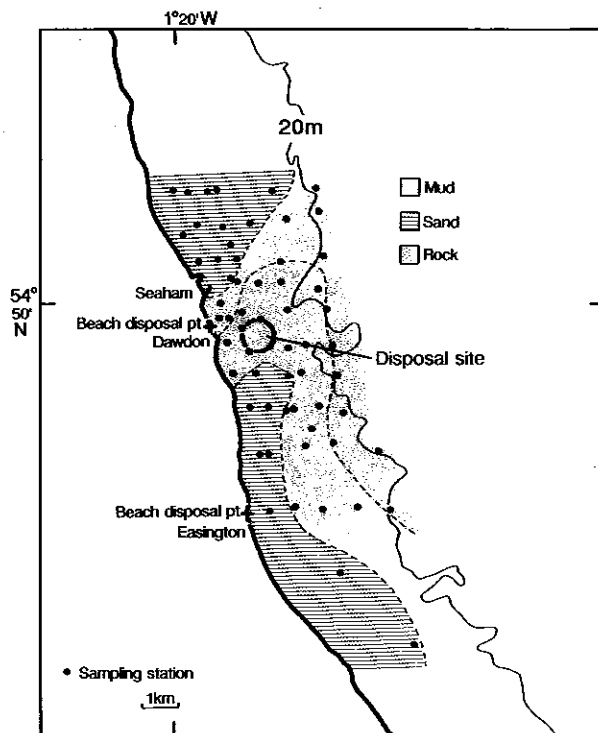 1°20'W
20m
Mud
Sand
Rock
54°
50'
N
Seaham
Beach disposal pt
Dawdon
Disposal site
Beach disposal pt
Easington
Sampling station
1km